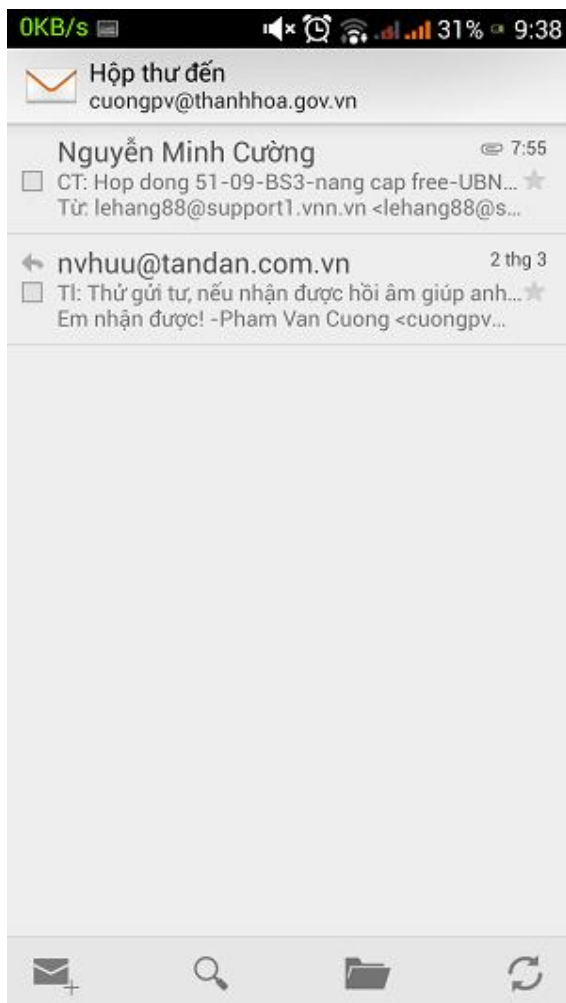 0KB/s 31% 9:38
Hộp thư đến
cuongpv@thanhhoa.gov.vn
Nguyễn Minh Cường 7:55
CT: Hop dong 51-09-BS3-nang cap free-UBN...
Từ: lehang88@support1.vnn.vn <lehang88@s...
nvhuu@tandan.com.vn 2 thg 3
Tl: Thử gửi tư, nếu nhận được hồi âm giúp anh...
Em nhận được! -Pham Van Cuong <cuongpv...